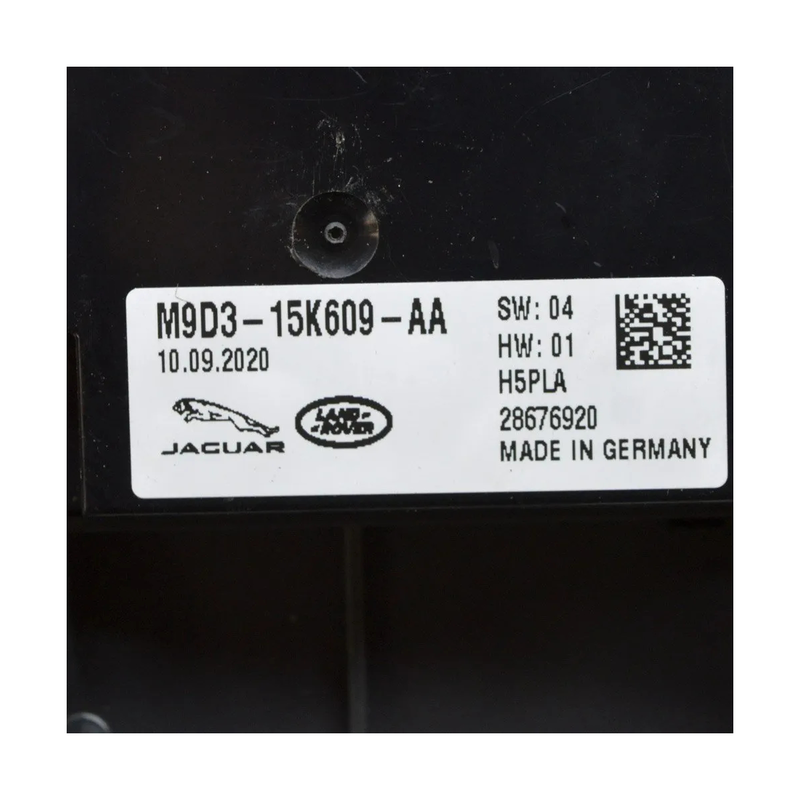 M9D3-15K609-AA
10.09.2020
JAGUAR
LAND-
-ROVER
SW: 04
HW: 01
H5PLA
28676920
MADE IN GERMANY